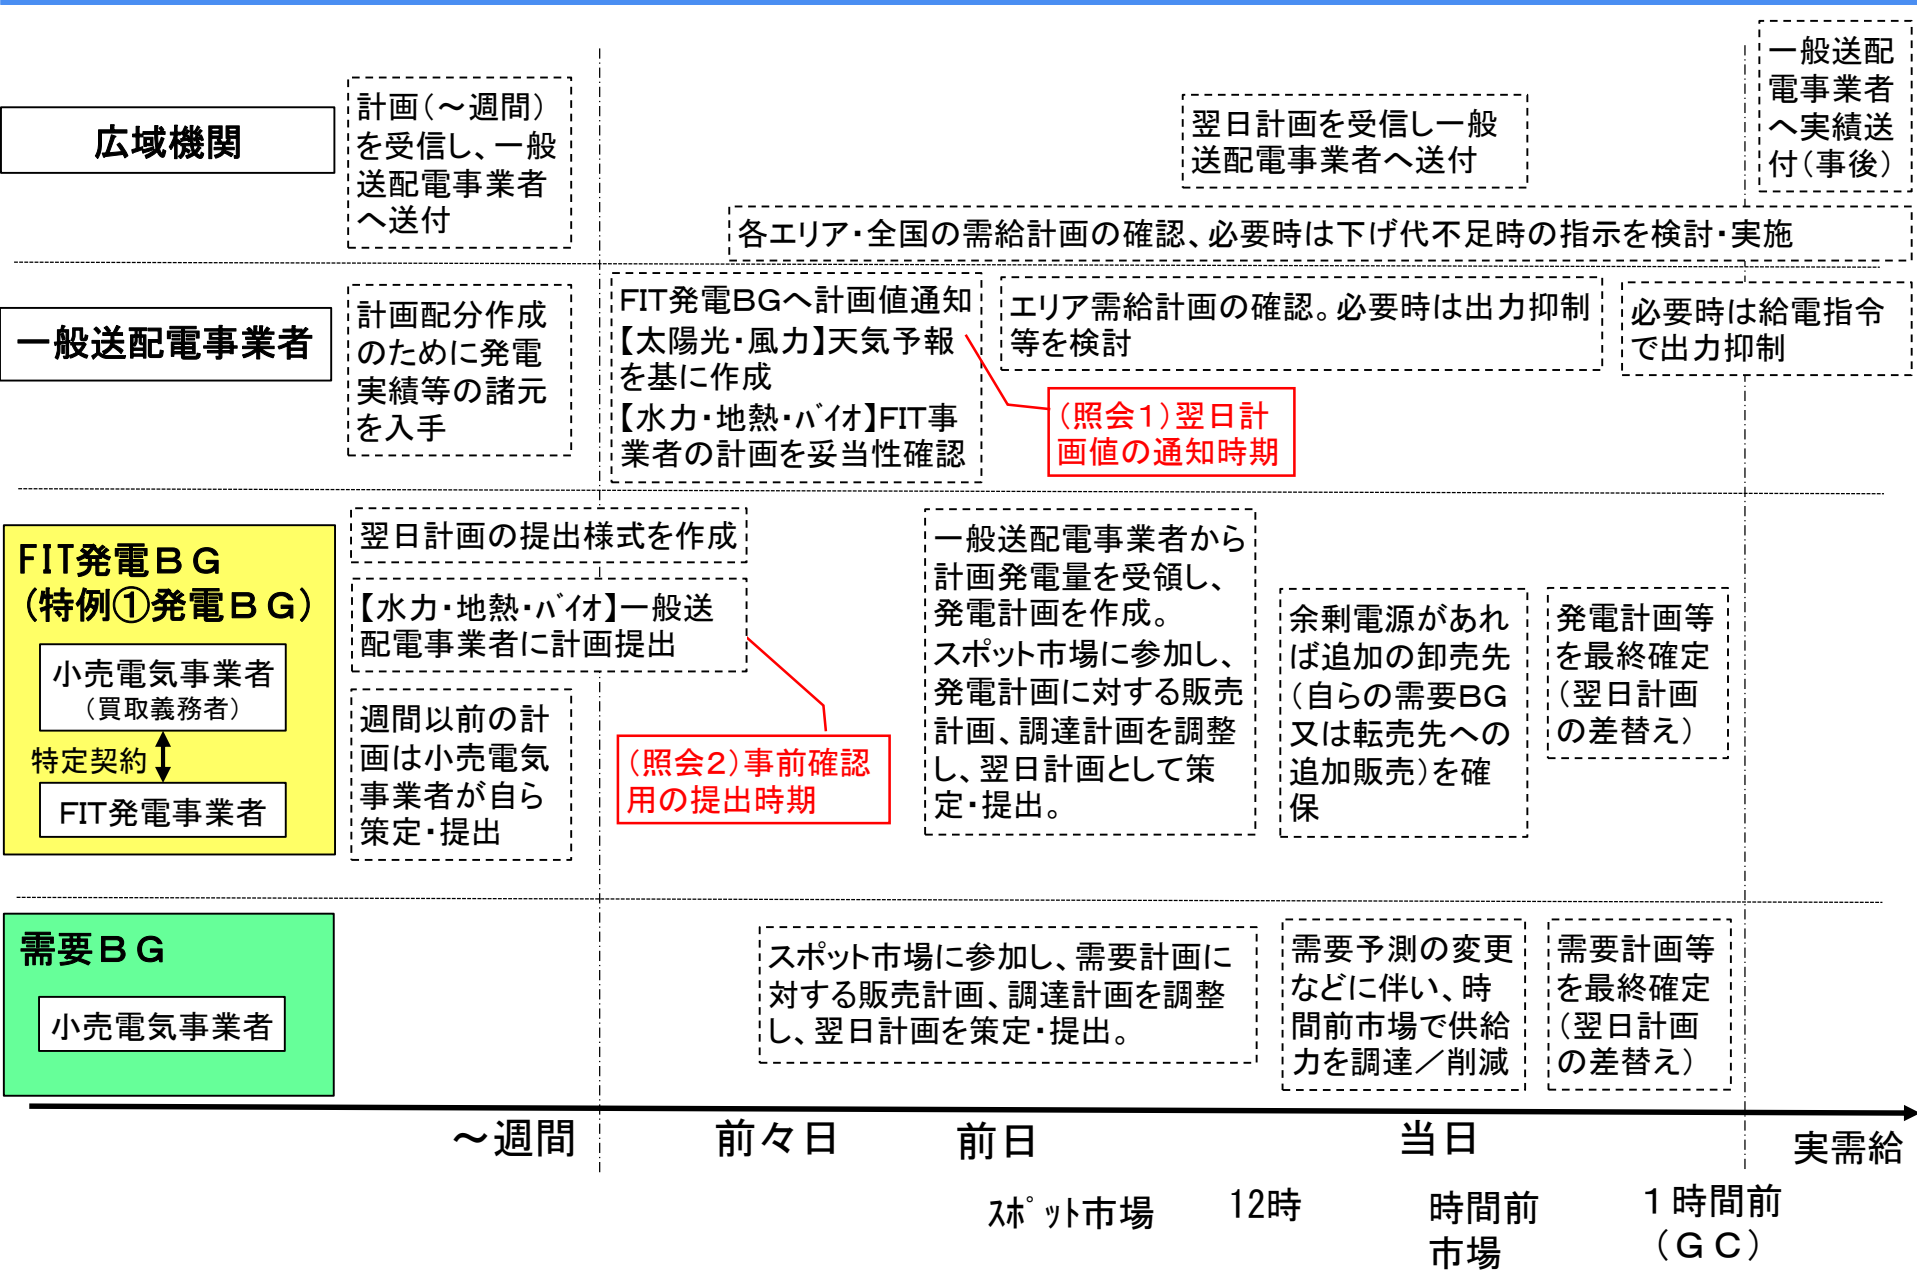 広域機関
計画（～週間）
を受信し、一般
送配電事業者
へ送付
翌日計画を受信し一般
送配電事業者へ送付
一般送配
電事業者
へ実績送
付（事後）
各エリア・全国の需給計画の確認、必要時は下げ代不足時の指示を検討・実施
一般送配電事業者
計画配分作成
のために発電
実績等の諸元
を入手
FIT発電BGへ計画値通知
【太陽光・風力】天気予報
を基に作成
【水力・地熱・ﾊﾞｲｵ】FIT事
業者の計画を妥当性確認
エリア需給計画の確認。必要時は出力抑制
等を検討
必要時は給電指令
で出力抑制
（照会１）翌日計
画値の通知時期
FIT発電ＢＧ
（特例①発電ＢＧ）
小売電気事業者
（買取義務者）
特定契約
FIT発電事業者
翌日計画の提出様式を作成
【水力・地熱・ﾊﾞｲｵ】一般送
配電事業者に計画提出
週間以前の計
画は小売電気
事業者が自ら
策定・提出
（照会２）事前確認
用の提出時期
一般送配電事業者から
計画発電量を受領し、
発電計画を作成。
スポット市場に参加し、
発電計画に対する販売
計画、調達計画を調整
し、翌日計画として策
定・提出。
余剰電源があれ
ば追加の卸売先
（自らの需要BG
又は転売先への
追加販売）を確
保
発電計画等
を最終確定
（翌日計画
の差替え）
需要ＢＧ
小売電気事業者
スポット市場に参加し、需要計画に
対する販売計画、調達計画を調整
し、翌日計画を策定・提出。
需要予測の変更
などに伴い、時
間前市場で供給
力を調達／削減
需要計画等
を最終確定
（翌日計画
の差替え）
～週間
前々日
前日
当日
実需給
ｽﾎﾟｯﾄ市場
12時
時間前
市場
１時間前
（ＧＣ）